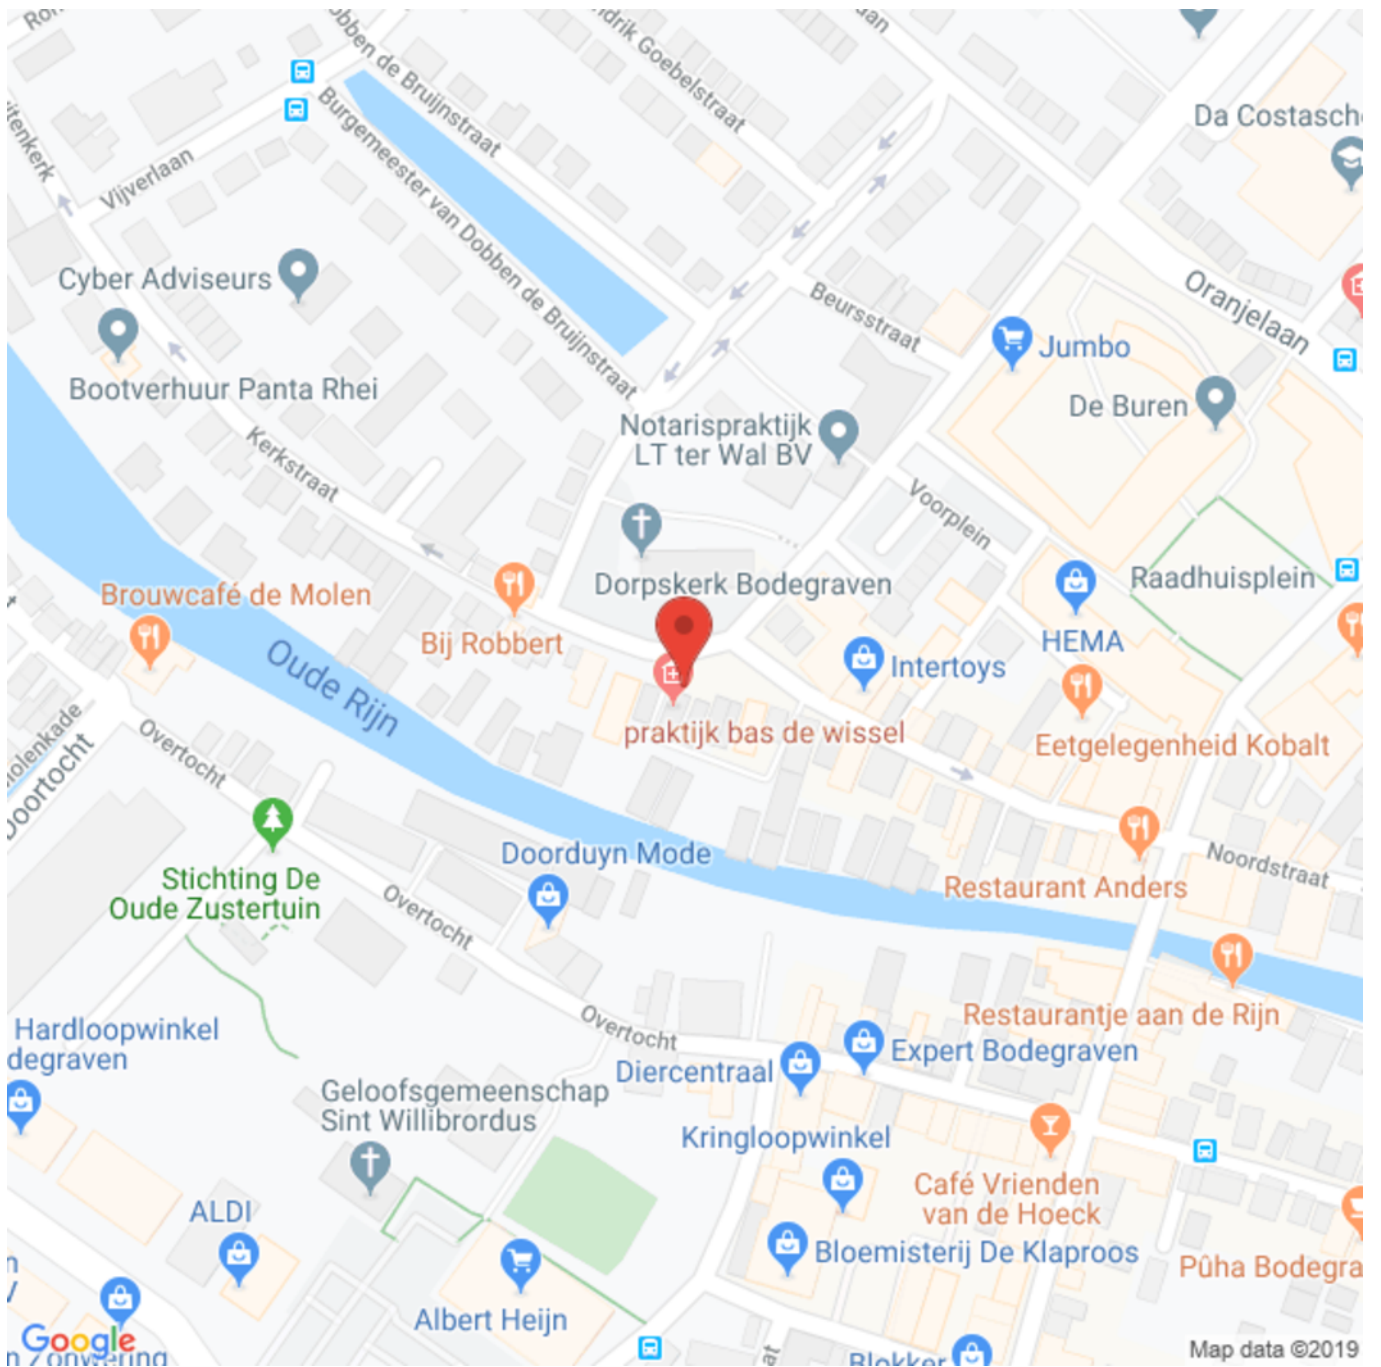 Dobben de Bruijnstraat
Goebelstraat
Da Costasch
Burgemeester van Dobben de Bruijnstraat
Vijverlaan
Cyber Adviseurs
Oranjelaan
Beursstraat
Jumbo
Bootverhuur Panta Rhei
De Buren
Notarispraktijk
LT ter Wal BV
Kerkstraat
Voorplein
Dorpskerk Bodegraven
Raadhuisplein
Brouwcafé de Molen
Bij Robbert
HEMA
Intertoys
Oude Rijn
praktijk bas de wissel
Eetgelegenheid Kobalt
Overtocht
Doorduyn Mode
Noordstraat
Stichting De
Oude Zustertuin
Restaurant Anders
Overtocht
Restaurantje aan de Rijn
Overtocht
Hardloopwinkel
degraven
Expert Bodegraven
Diercentraal
Geloofsgemeenschap
Sint Willibrordus
Kringloopwinkel
Café Vrienden
van de Hoeck
ALDI
Bloemisterij De Klaproos
Pûha Bodegra
Albert Heijn
Google
Map data ©2019
Blokker